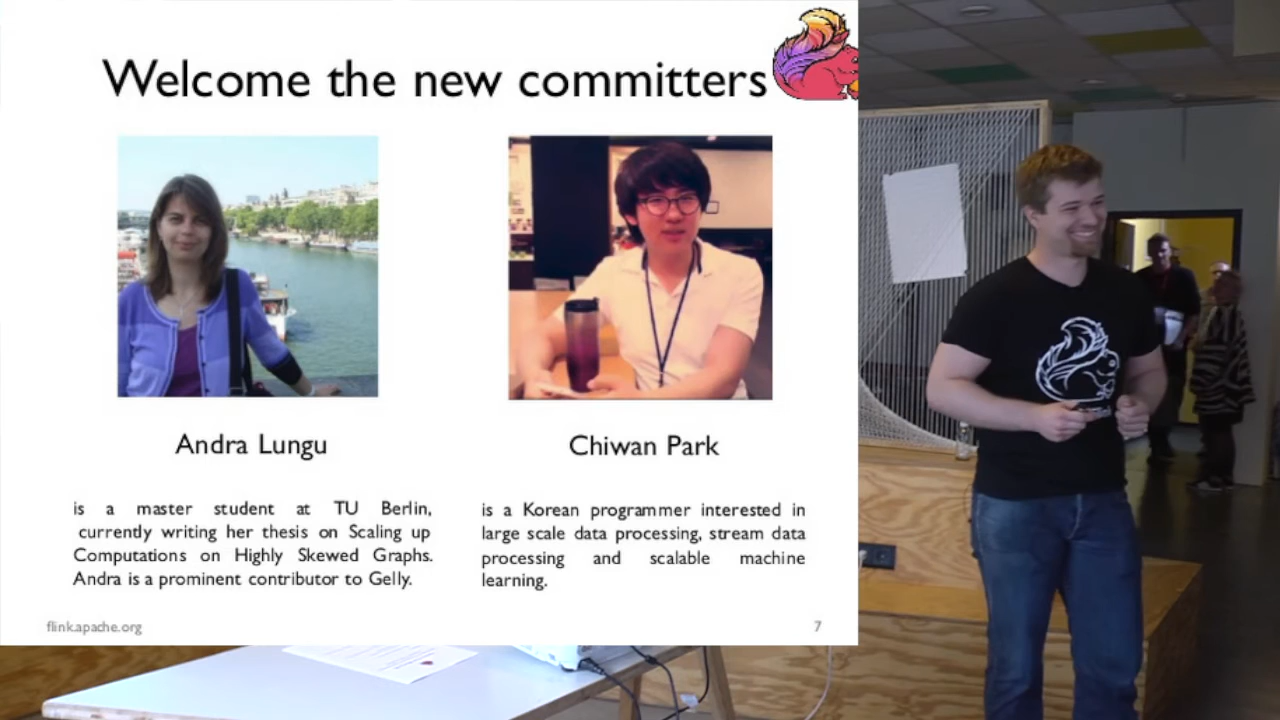 Welcome the new committers
Andra Lungu
Chiwan Park
is a master student at TU Berlin,
currently writing her thesis on Scaling up
Computations on Highly Skewed Graphs.
Andra is a prominent contributor to Gelly.
is a Korean programmer interested in
large scale data processing, stream data
processing and scalable machine
learning.
flink.apache.org
7